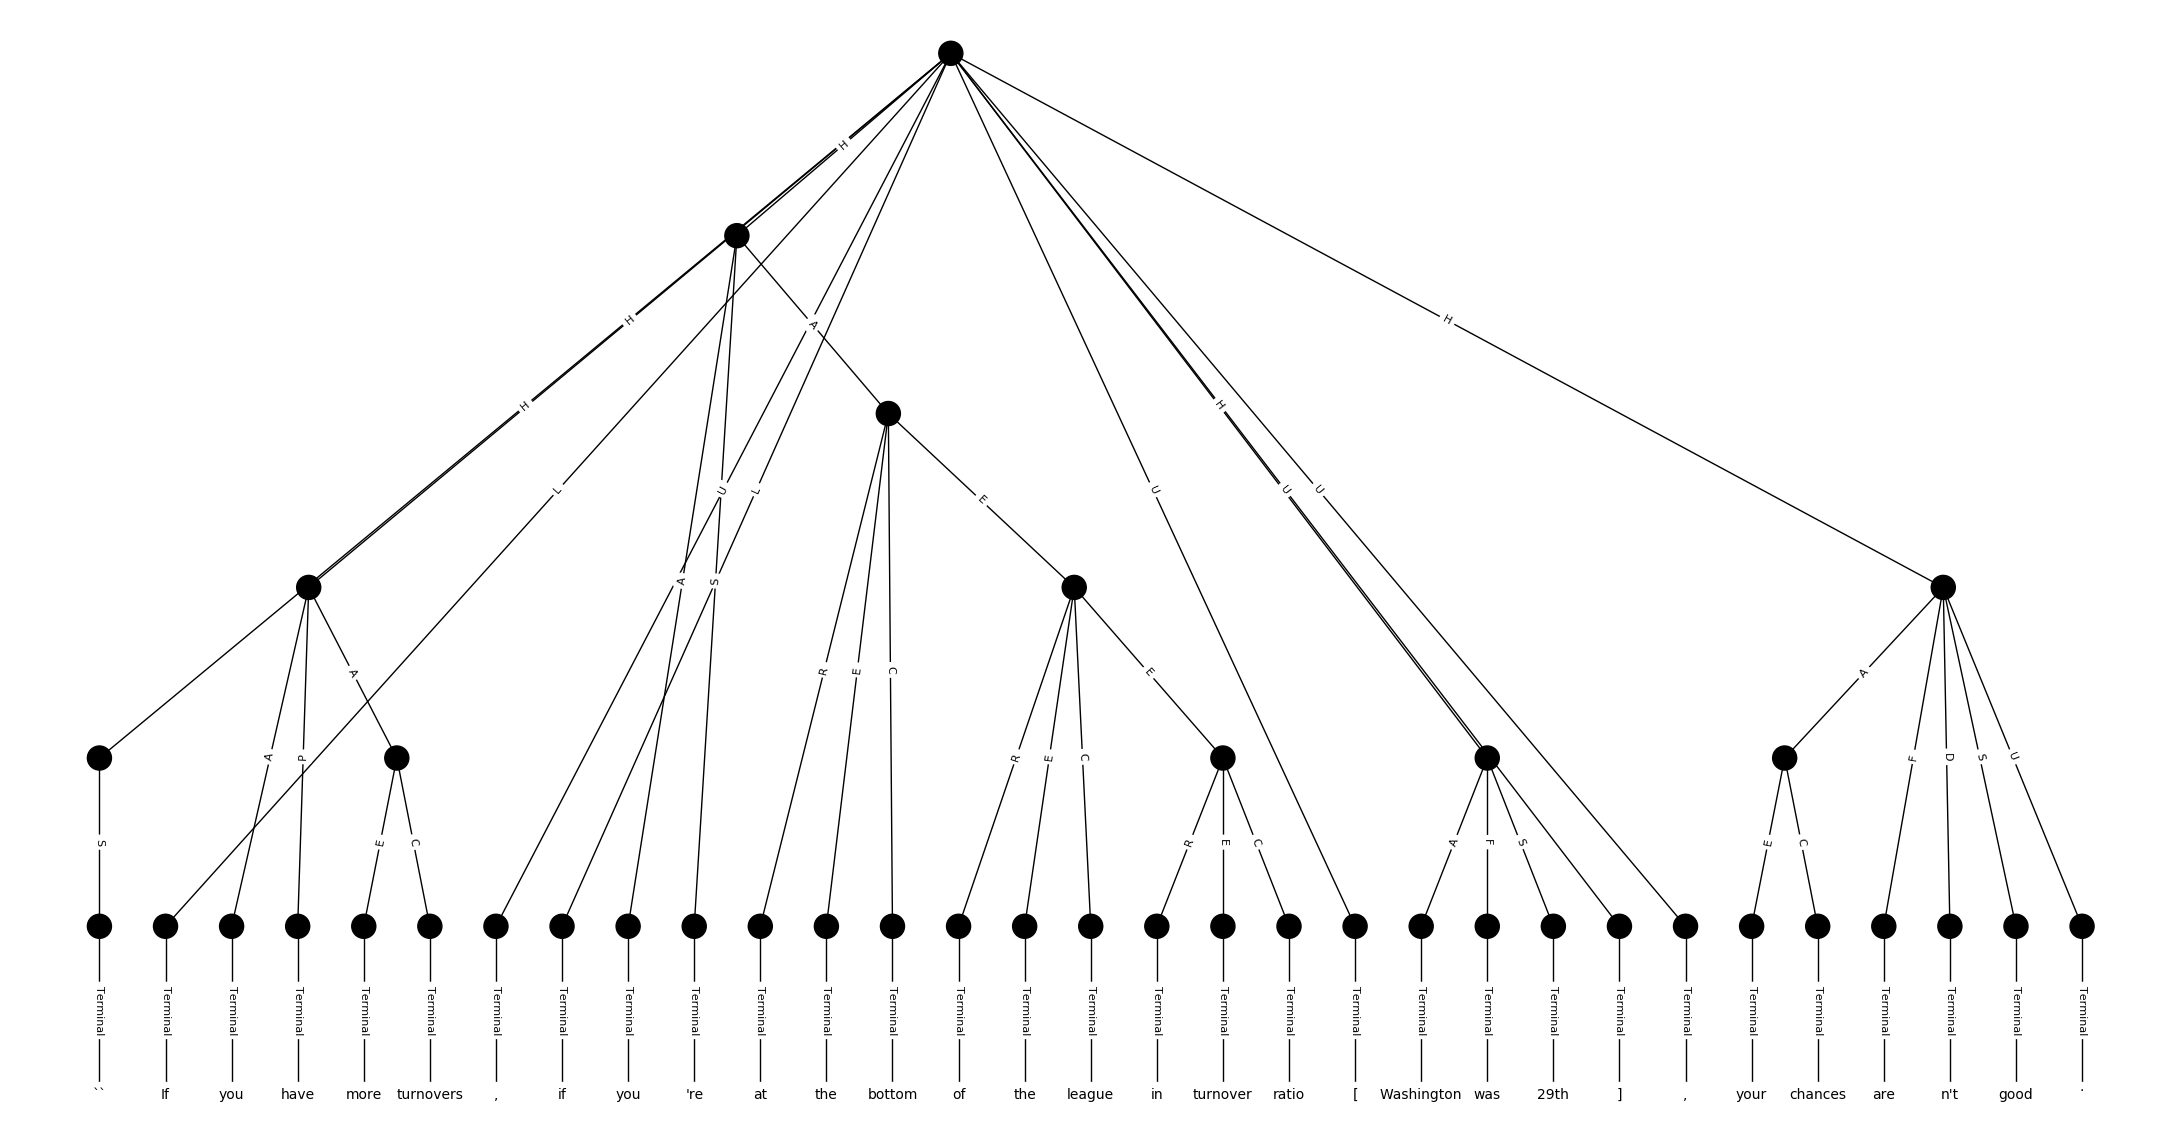 H
H
A
H
H
H
L
U
L
U
U
U
E
A
S
R
E
C
A
E
A
A
P
R
E
C
F
D
S
U
S
E
C
R
E
C
A
F
S
E
C
Terminal Terminal Terminal Terminal Terminal Terminal Terminal Terminal Terminal Terminal Terminal Terminal Terminal Terminal Terminal Terminal Terminal Terminal Terminal Terminal Terminal Terminal Terminal Terminal Terminal Terminal Terminal Terminal Terminal Terminal Terminal
`` If you have more turnovers , if you 're at the bottom of the league in turnover ratio [ Washington was 29th ] , your chances are n't good '